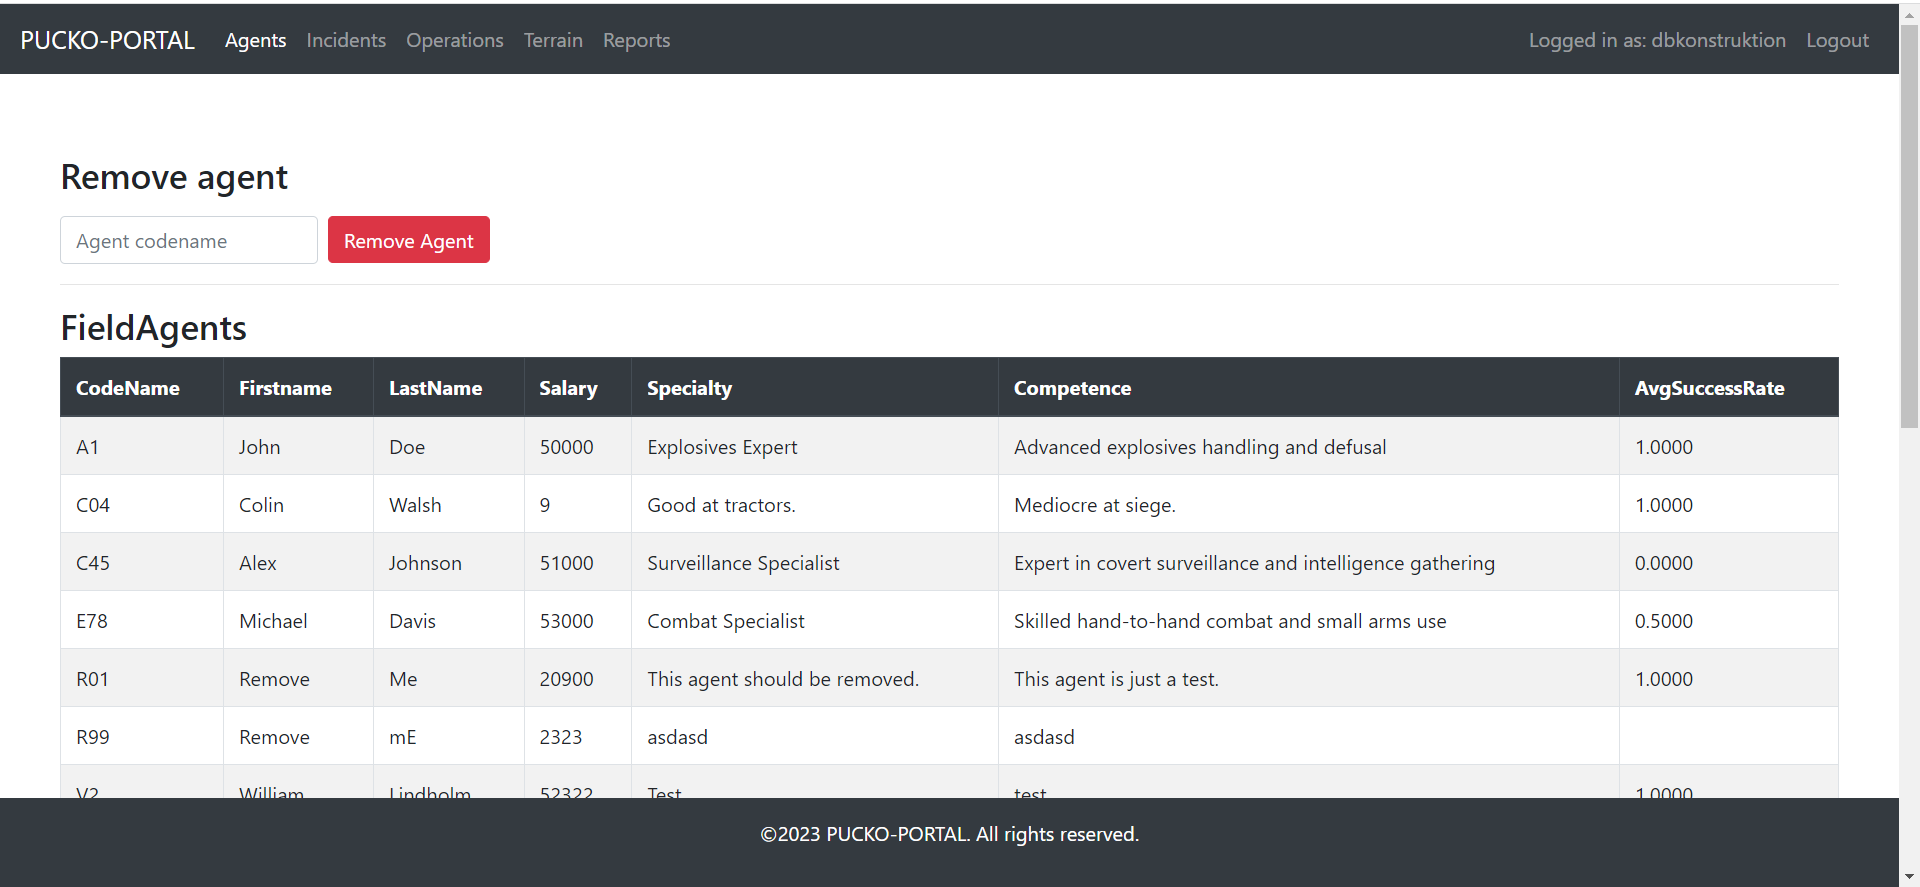 PUCKO-PORTAL Agents Incidents Operations Terrain Reports Logged in as: dbkonstruktion Logout
Remove agent
Agent codename Remove Agent
FieldAgents
CodeName Firstname LastName Salary Specialty Competence AvgSuccessRate
A1 John Doe 50000 Explosives Expert Advanced explosives handling and defusal 1.0000
C04 Colin Walsh 9 Good at tractors. Mediocre at siege. 1.0000
C45 Alex Johnson 51000 Surveillance Specialist Expert in covert surveillance and intelligence gathering 0.0000
E78 Michael Davis 53000 Combat Specialist Skilled hand-to-hand combat and small arms use 0.5000
R01 Remove Me 20900 This agent should be removed. This agent is just a test. 1.0000
R99 Remove mE 2323 asdasd asdasd
V2 William Lindholm 52322 Test test 1.0000
©2023 PUCKO-PORTAL. All rights reserved.